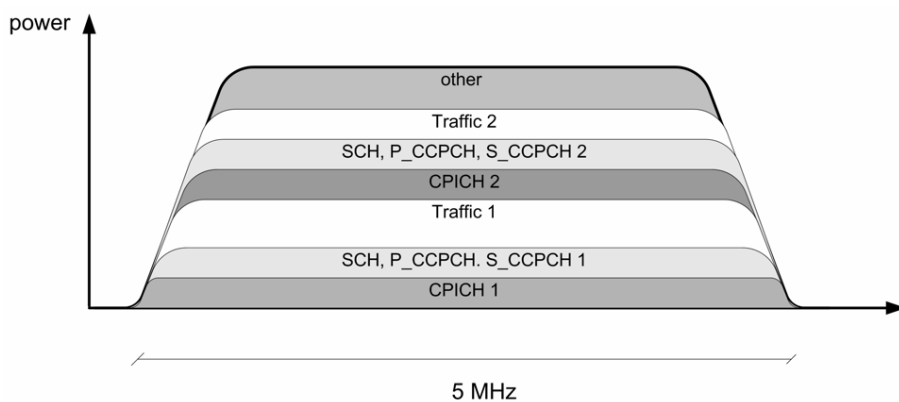 power
other
Traffic 2
SCH, P_CCPCH, S_CCPCH 2
CPICH 2
Traffic 1
SCH, P_CCPCH. S_CCPCH 1
CPICH 1
5 MHz